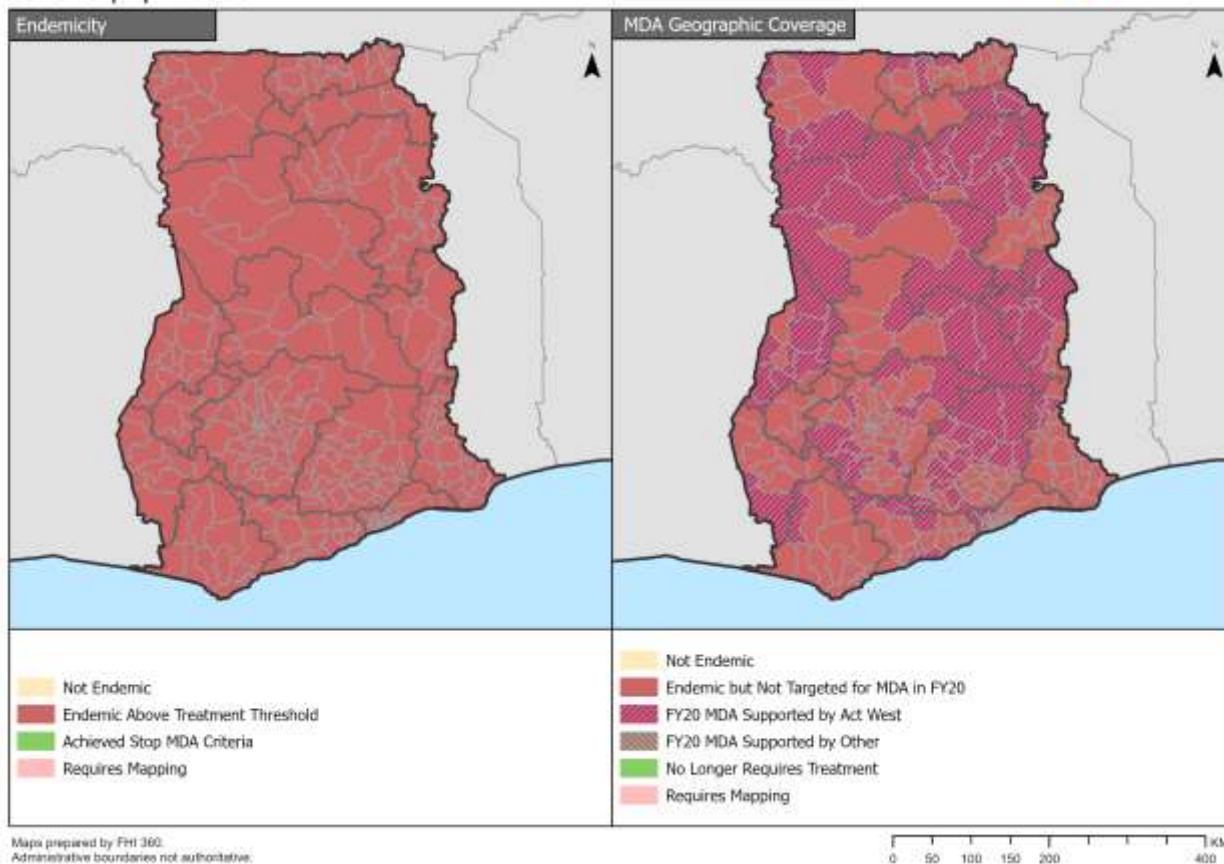 Endemicity
N
Not Endemic
Endemic Above Treatment Threshold
Achieved Stop MDA Criteria
Requires Mapping
MDA Geographic Coverage
N
Not Endemic
Endemic but Not Targeted for MDA in FY20
FY20 MDA Supported by Act West
FY20 MDA Supported by Other
No Longer Requires Treatment
Requires Mapping
Maps prepared by FHI 360.
Administrative boundaries not authoritative.
KM
0 50 100 150 200 400